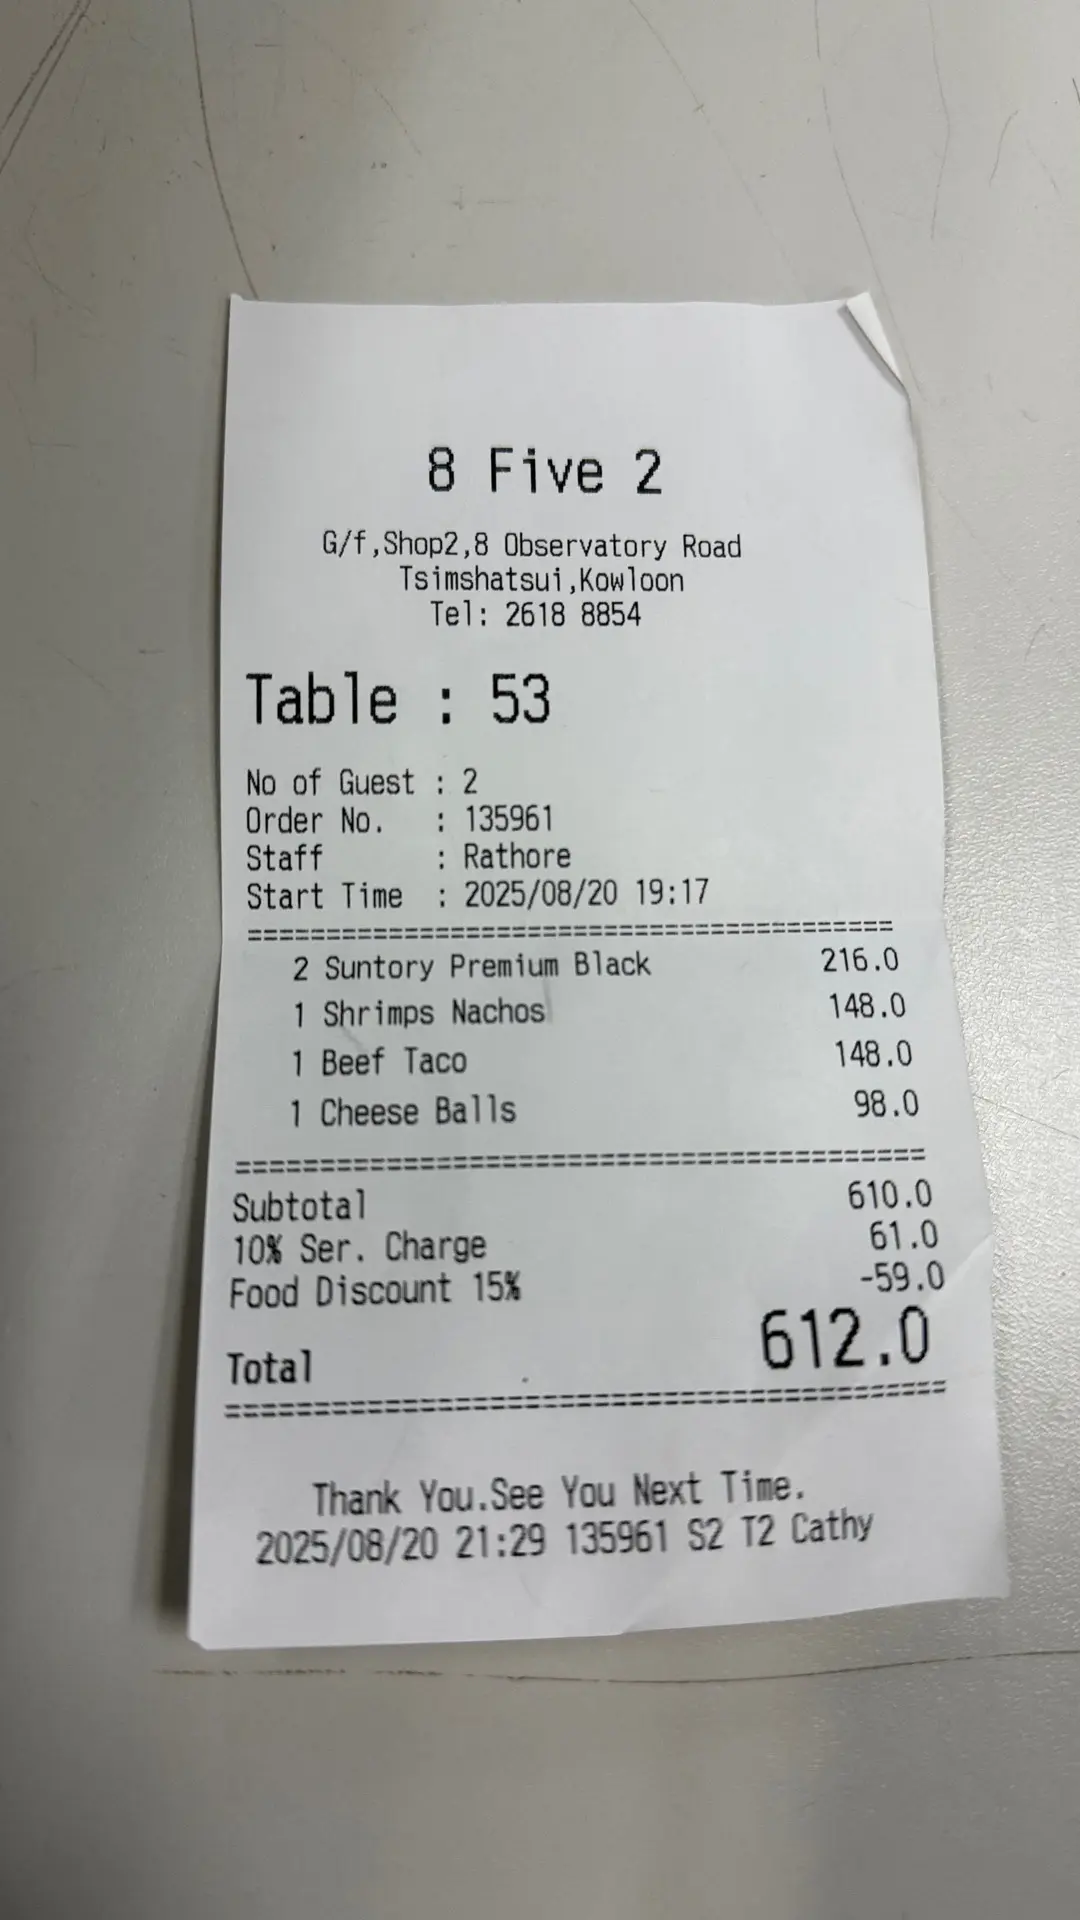 8 Five 2
G/f,Shop2,8 Observatory Road
Tsimshatsui,Kowloon
Tel: 2618 8854
Table : 53
No of Guest : 2
Order No. : 135961
Staff : Rathore
Start Time : 2025/08/20 19:17
==========================================
2 Suntory Premium Black 216.0
1 Shrimps Nachos 148.0
1 Beef Taco 148.0
1 Cheese Balls 98.0
==========================================
Subtotal 610.0
10% Ser. Charge 61.0
Food Discount 15% -59.0
Total 612.0
==========================================
Thank You.See You Next Time.
2025/08/20 21:29 135961 S2 T2 Cathy